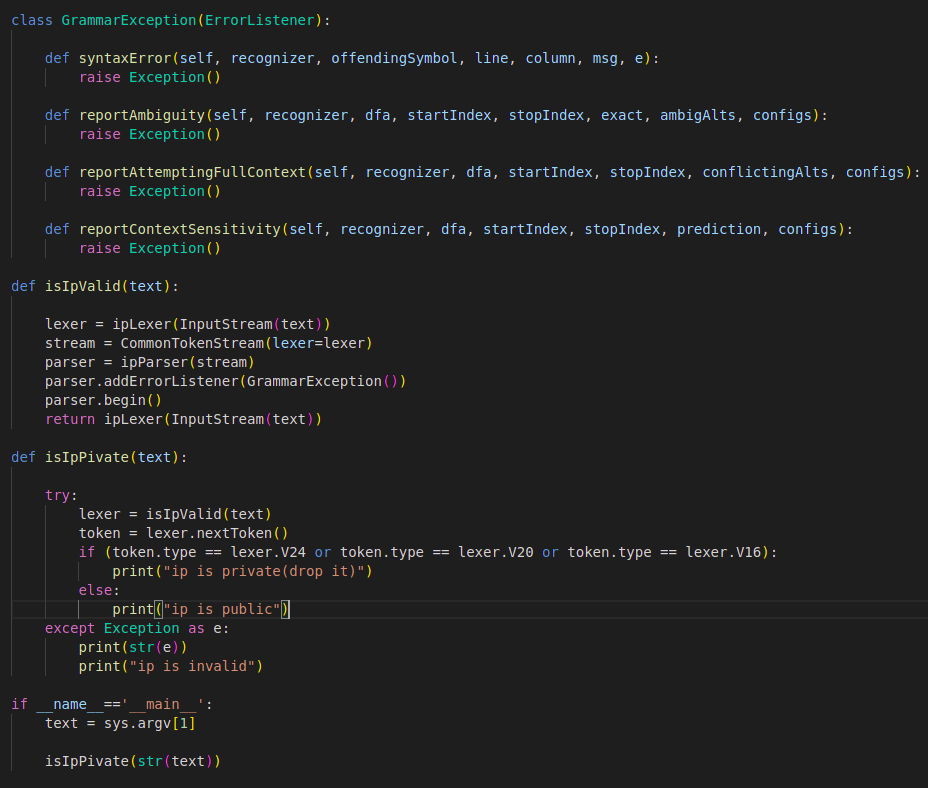 class GrammarException(ErrorListener):
def syntaxError(self, recognizer, offendingSymbol, line, column, msg, e):
raise Exception()
def reportAmbiguity(self, recognizer, dfa, startIndex, stopIndex, exact, ambigAlts, configs):
raise Exception()
def reportAttemptingFullContext(self, recognizer, dfa, startIndex, stopIndex, conflictingAlts, configs):
raise Exception()
def reportContextSensitivity(self, recognizer, dfa, startIndex, stopIndex, prediction, configs):
raise Exception()
def isIpValid(text):
lexer = ipLexer(InputStream(text))
stream = CommonTokenStream(lexer=lexer)
parser = ipParser(stream)
parser.addErrorListener(GrammarException())
parser.begin()
return ipLexer(InputStream(text))
def isIpPivate(text):
try:
lexer = isIpValid(text)
token = lexer.nextToken()
if (token.type == lexer.V24 or token.type == lexer.V20 or token.type == lexer.V16):
print("ip is private(drop it)")
else:
print("ip is public")
except Exception as e:
print(str(e))
print("ip is invalid")
if __name__=='__main__':
text = sys.argv[1]
isIpPivate(str(text))